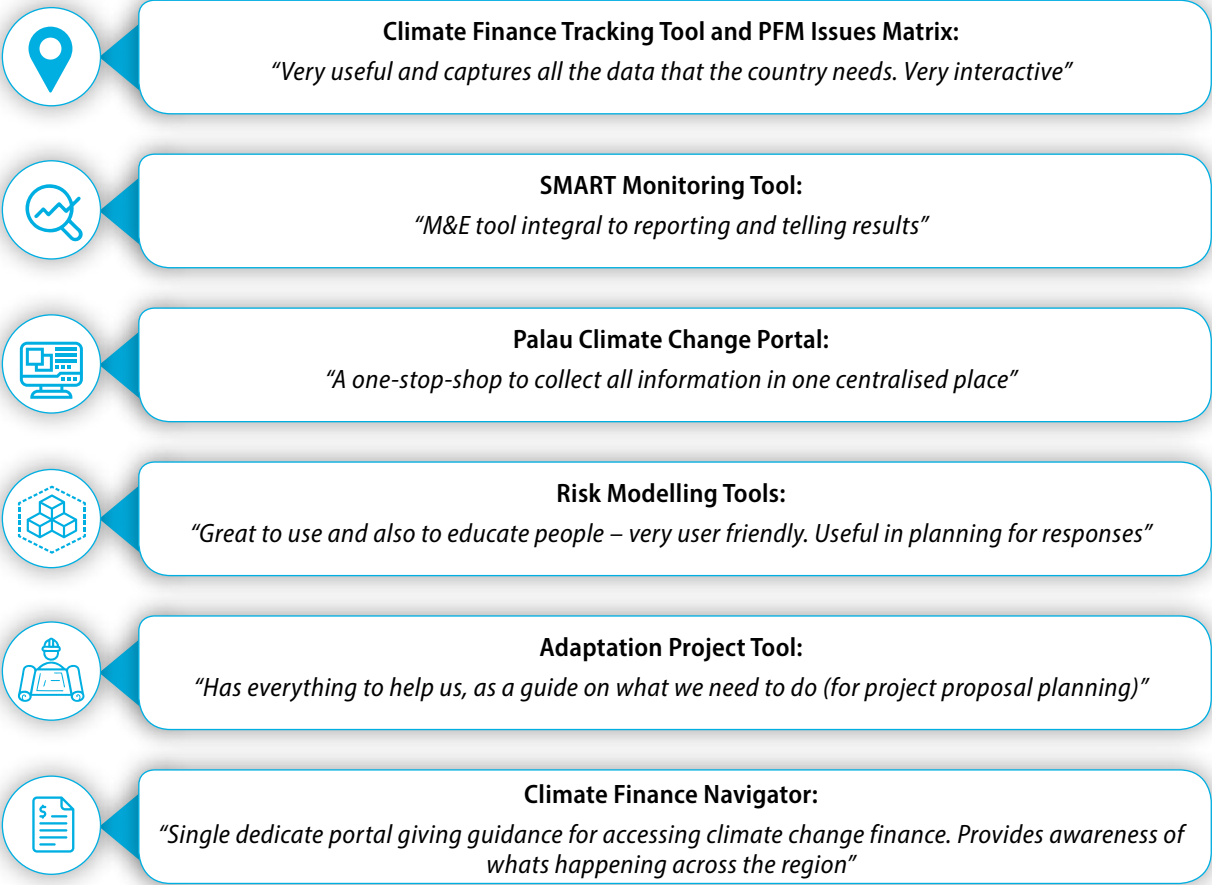 Climate Finance Tracking Tool and PFM Issues Matrix:
“Very useful and captures all the data that the country needs. Very interactive”
SMART Monitoring Tool:
“M&E tool integral to reporting and telling results”
Palau Climate Change Portal:
“A one-stop-shop to collect all information in one centralised place”
Risk Modelling Tools:
“Great to use and also to educate people – very user friendly. Useful in planning for responses”
Adaptation Project Tool:
“Has everything to help us, as a guide on what we need to do (for project proposal planning)”
$
Climate Finance Navigator:
“Single dedicate portal giving guidance for accessing climate change finance. Provides awareness of
whats happening across the region”